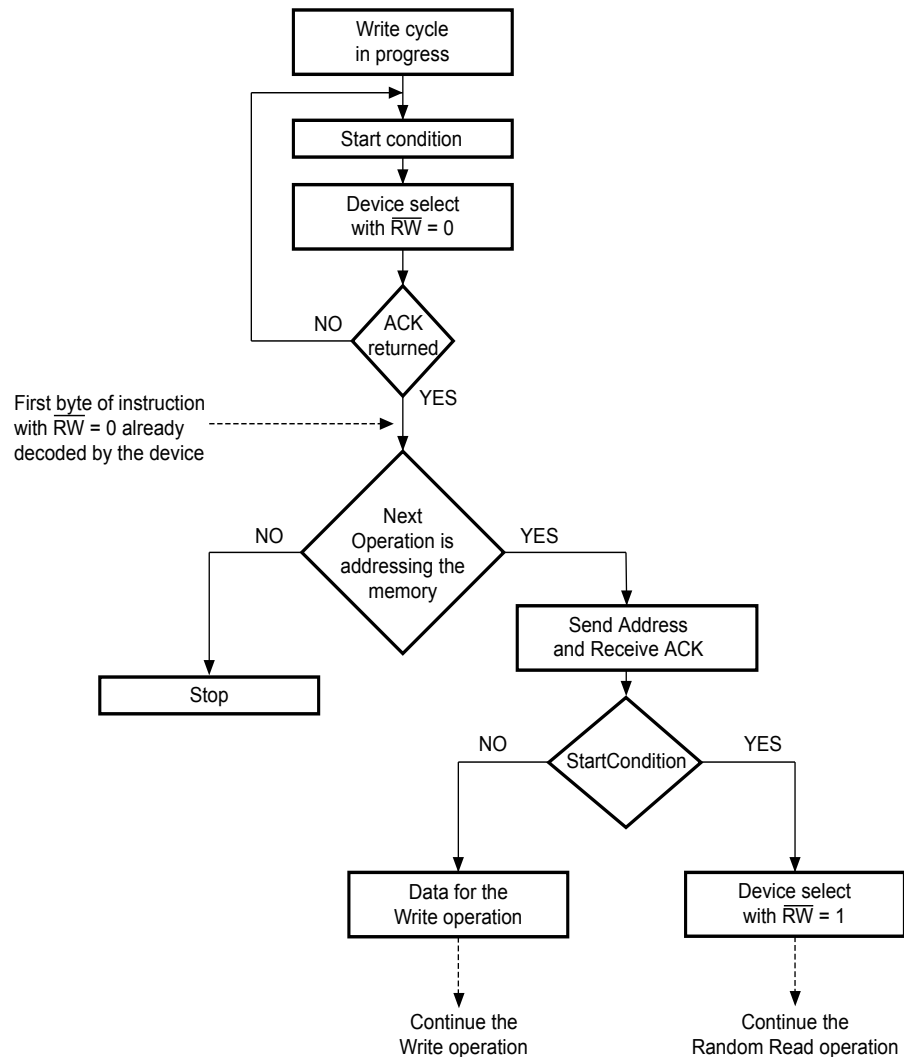 Write cycle
in progress
Start condition
Device select
with R̅W̅ = 0
NO
ACK
returned
YES
First byte of instruction
with R̅W̅ = 0 already
decoded by the device
NO
Next
Operation is
addressing the
memory
YES
Send Address
and Receive ACK
Stop
NO
StartCondition
YES
Data for the
Write operation
Device select
with R̅W̅ = 1
Continue the
Write operation
Continue the
Random Read operation